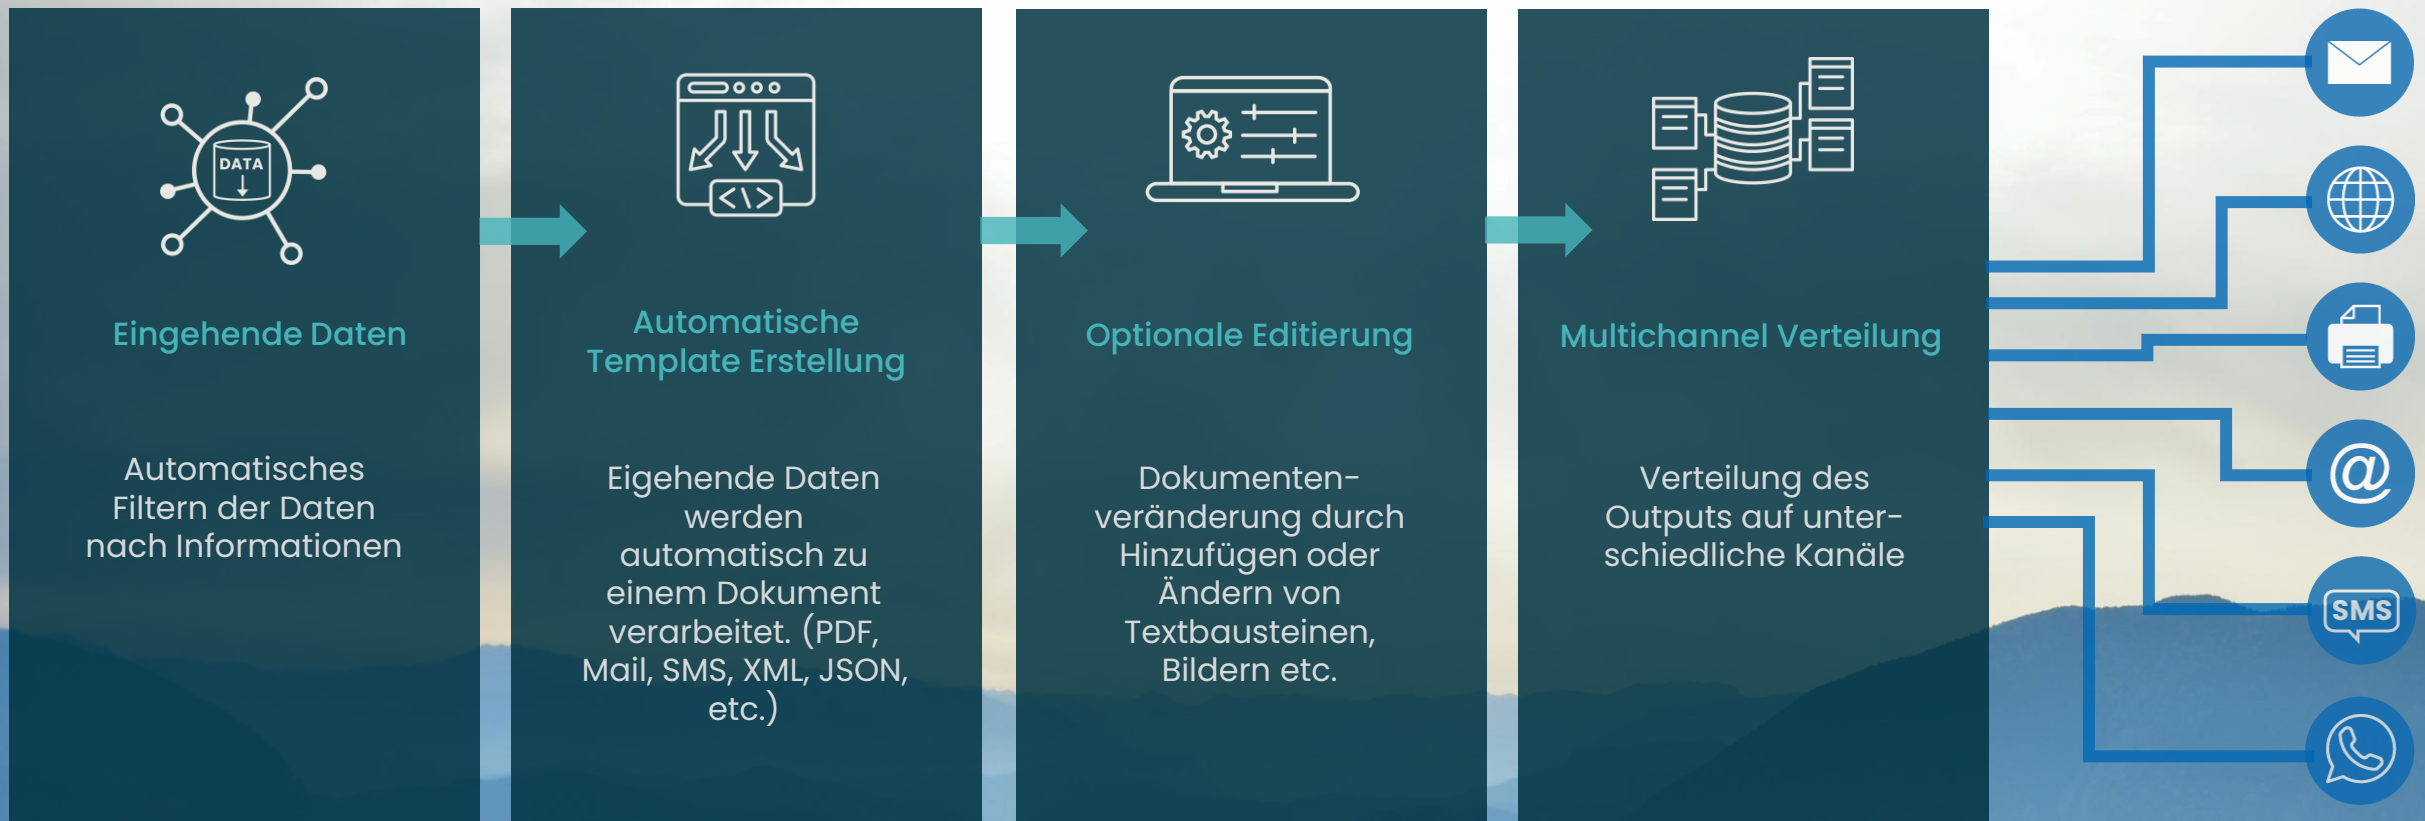 DATA
Eingehende Daten
Automatisches
Filtern der Daten
nach Informationen
Automatische
Template Erstellung
Eigehende Daten
werden
automatisch zu
einem Dokument
verarbeitet. (PDF,
Mail, SMS, XML, JSON,
etc.)
Optionale Editierung
Dokumenten-
veränderung durch
Hinzufügen oder
Ändern von
Textbausteinen,
Bildern etc.
Multichannel Verteilung
Verteilung des
Outputs auf unter-
schiedliche Kanäle
@
SMS